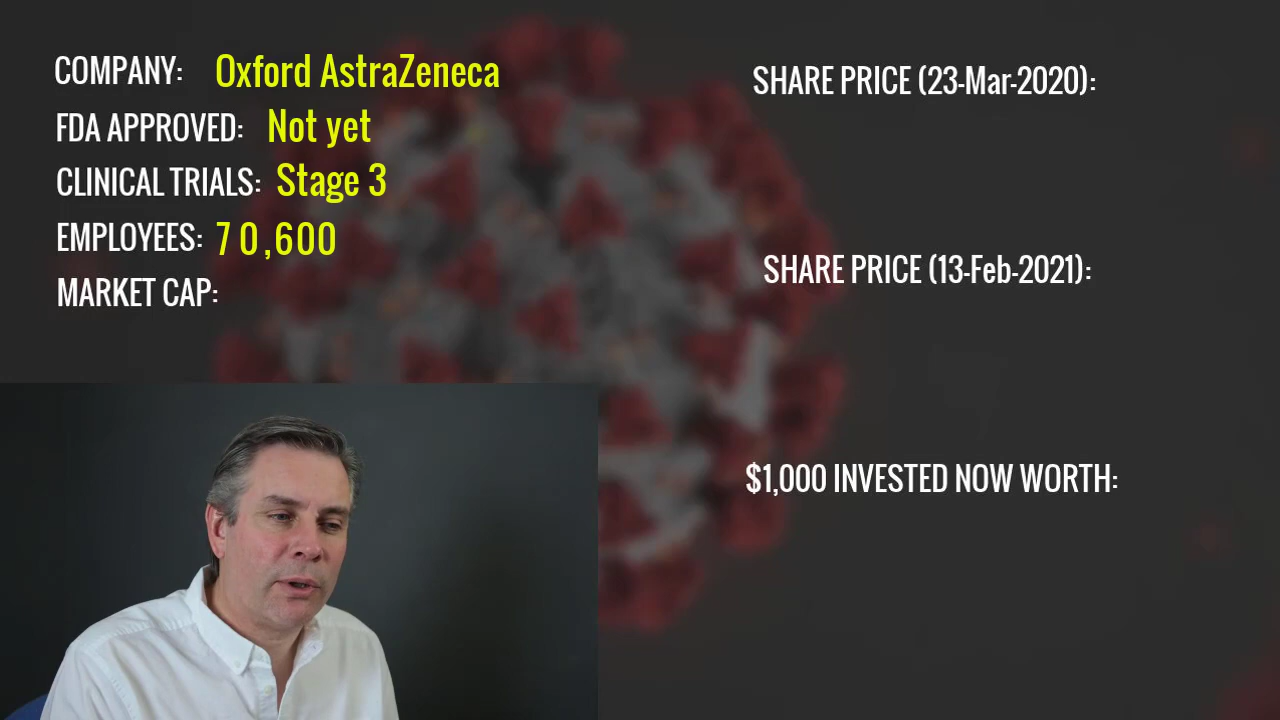 COMPANY: Oxford AstraZeneca
FDA APPROVED: Not yet
CLINICAL TRIALS: Stage 3
EMPLOYEES: 70,600
MARKET CAP:
SHARE PRICE (23-Mar-2020):
SHARE PRICE (13-Feb-2021):
$1,000 INVESTED NOW WORTH: